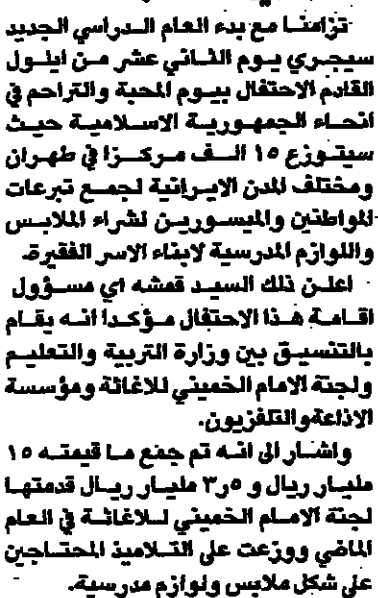 تزامنا مع بدء العام الدراسي الجديد
سيجري يوم الثاني عشر من ايلول
القادم الاحتفال بيوم المحبة والتراحم في
انحاء الجمهورية الاسلامية حيث
سيتوزع ١٥ الف مركزا في طهران
ومختلف المدن الايرانية لجمع تبرعات
المواطنين والميسورين لشراء الملابس
واللوازم المدرسية لابناء الاسر الفقيرة.
اعلن ذلك السيد قمشه اي مسؤول
اقامة هذا الاحتفال مؤكدا انه يقام
بالتنسيق بين وزارة التربية والتعليم
ولجنة الامام الخميني للاغاثة ومؤسسة
الاذاعة والتلفزيون.
واشار الى انه تم جمع ما قيمته ١٥
مليار ريال و ٥ر٣ مليار ريال قدمتها
لجنة الامام الخميني للاغاثة في العام
الماضي ووزعت على التلاميذ المحتاجين
على شكل ملابس ولوازم مدرسية.